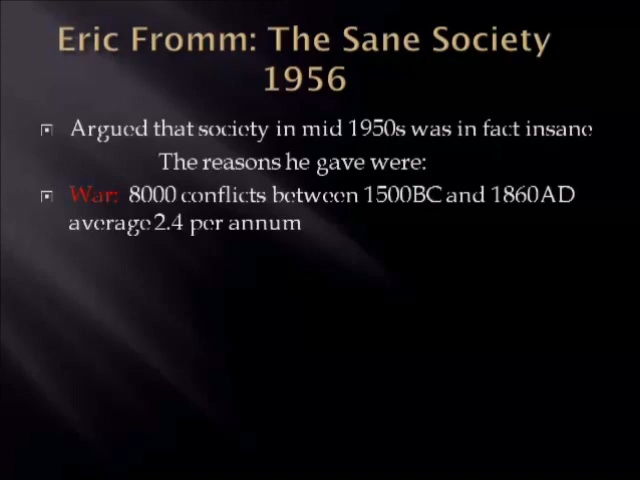 Eric Fromm: The Sane Society
1956
Argued that society in mid 1950s was in fact insane
The reasons he gave were:
War: 8000 conflicts between 1500BC and 1860AD
average 2.4 per annum